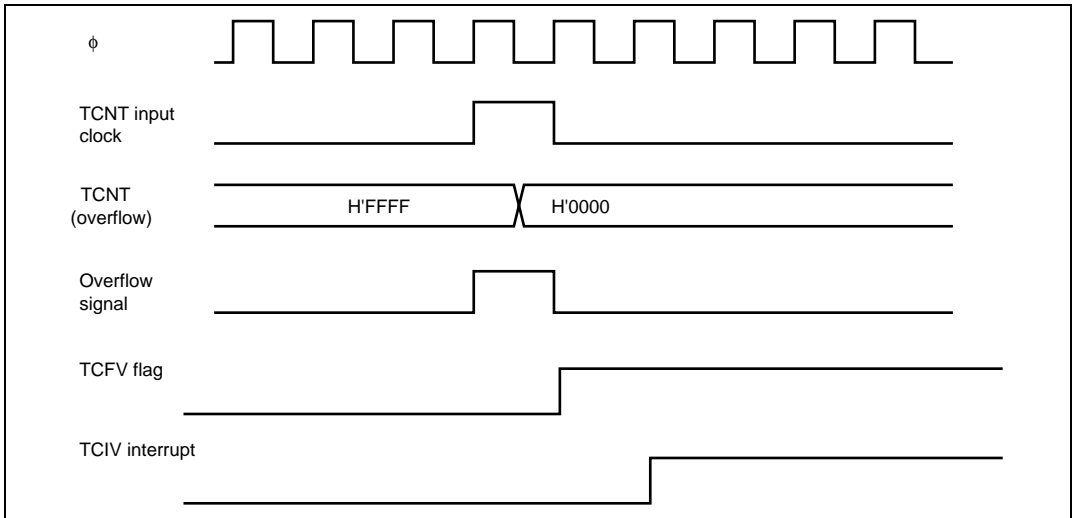 ϕ
TCNT input
clock
TCNT
(overflow)
H'FFFF
H'0000
Overflow
signal
TCFV flag
TCIV interrupt